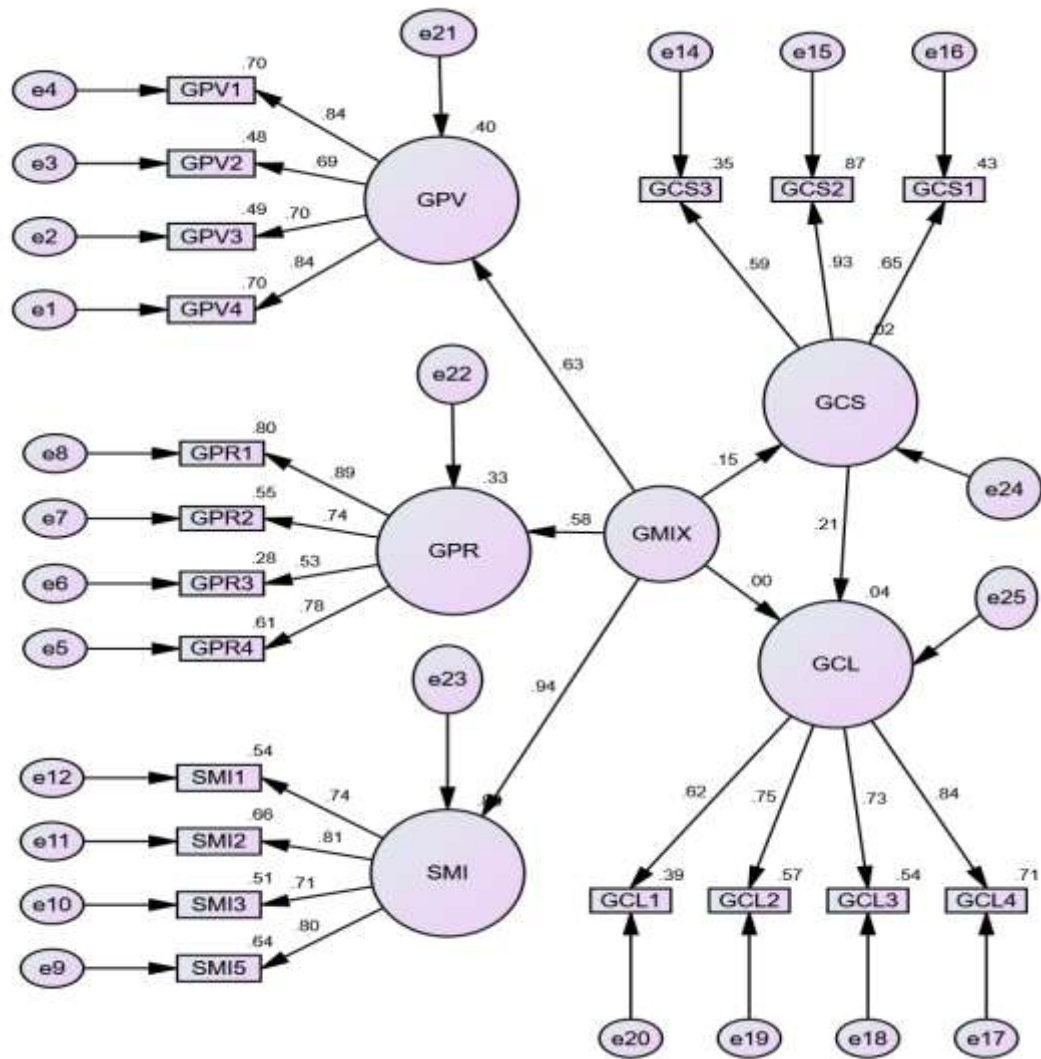 e21
e14
e15
e16
.70
e4
GPV1
.84
.40
.48
e3
GPV2
.69
GPV
.35
.87
.43
GCS3
GCS2
GCS1
.49
e2
GPV3
.70
.84
.70
e1
GPV4
.59
.93
.65
.02
.63
e22
GCS
.80
e8
GPR1
.89
.33
.15
e24
.55
e7
GPR2
.74
GPR
.58
GMIX
.21
.28
e6
GPR3
.53
.78
.00
.04
e25
.61
e5
GPR4
e23
.94
GCL
.54
e12
SMI1
.74
.62
.75
.73
.84
.66
e11
SMI2
.81
SMI
.51
e10
SMI3
.71
.80
.39
.57
.54
.71
GCL1
GCL2
GCL3
GCL4
.64
e9
SMI5
e20
e19
e18
e17